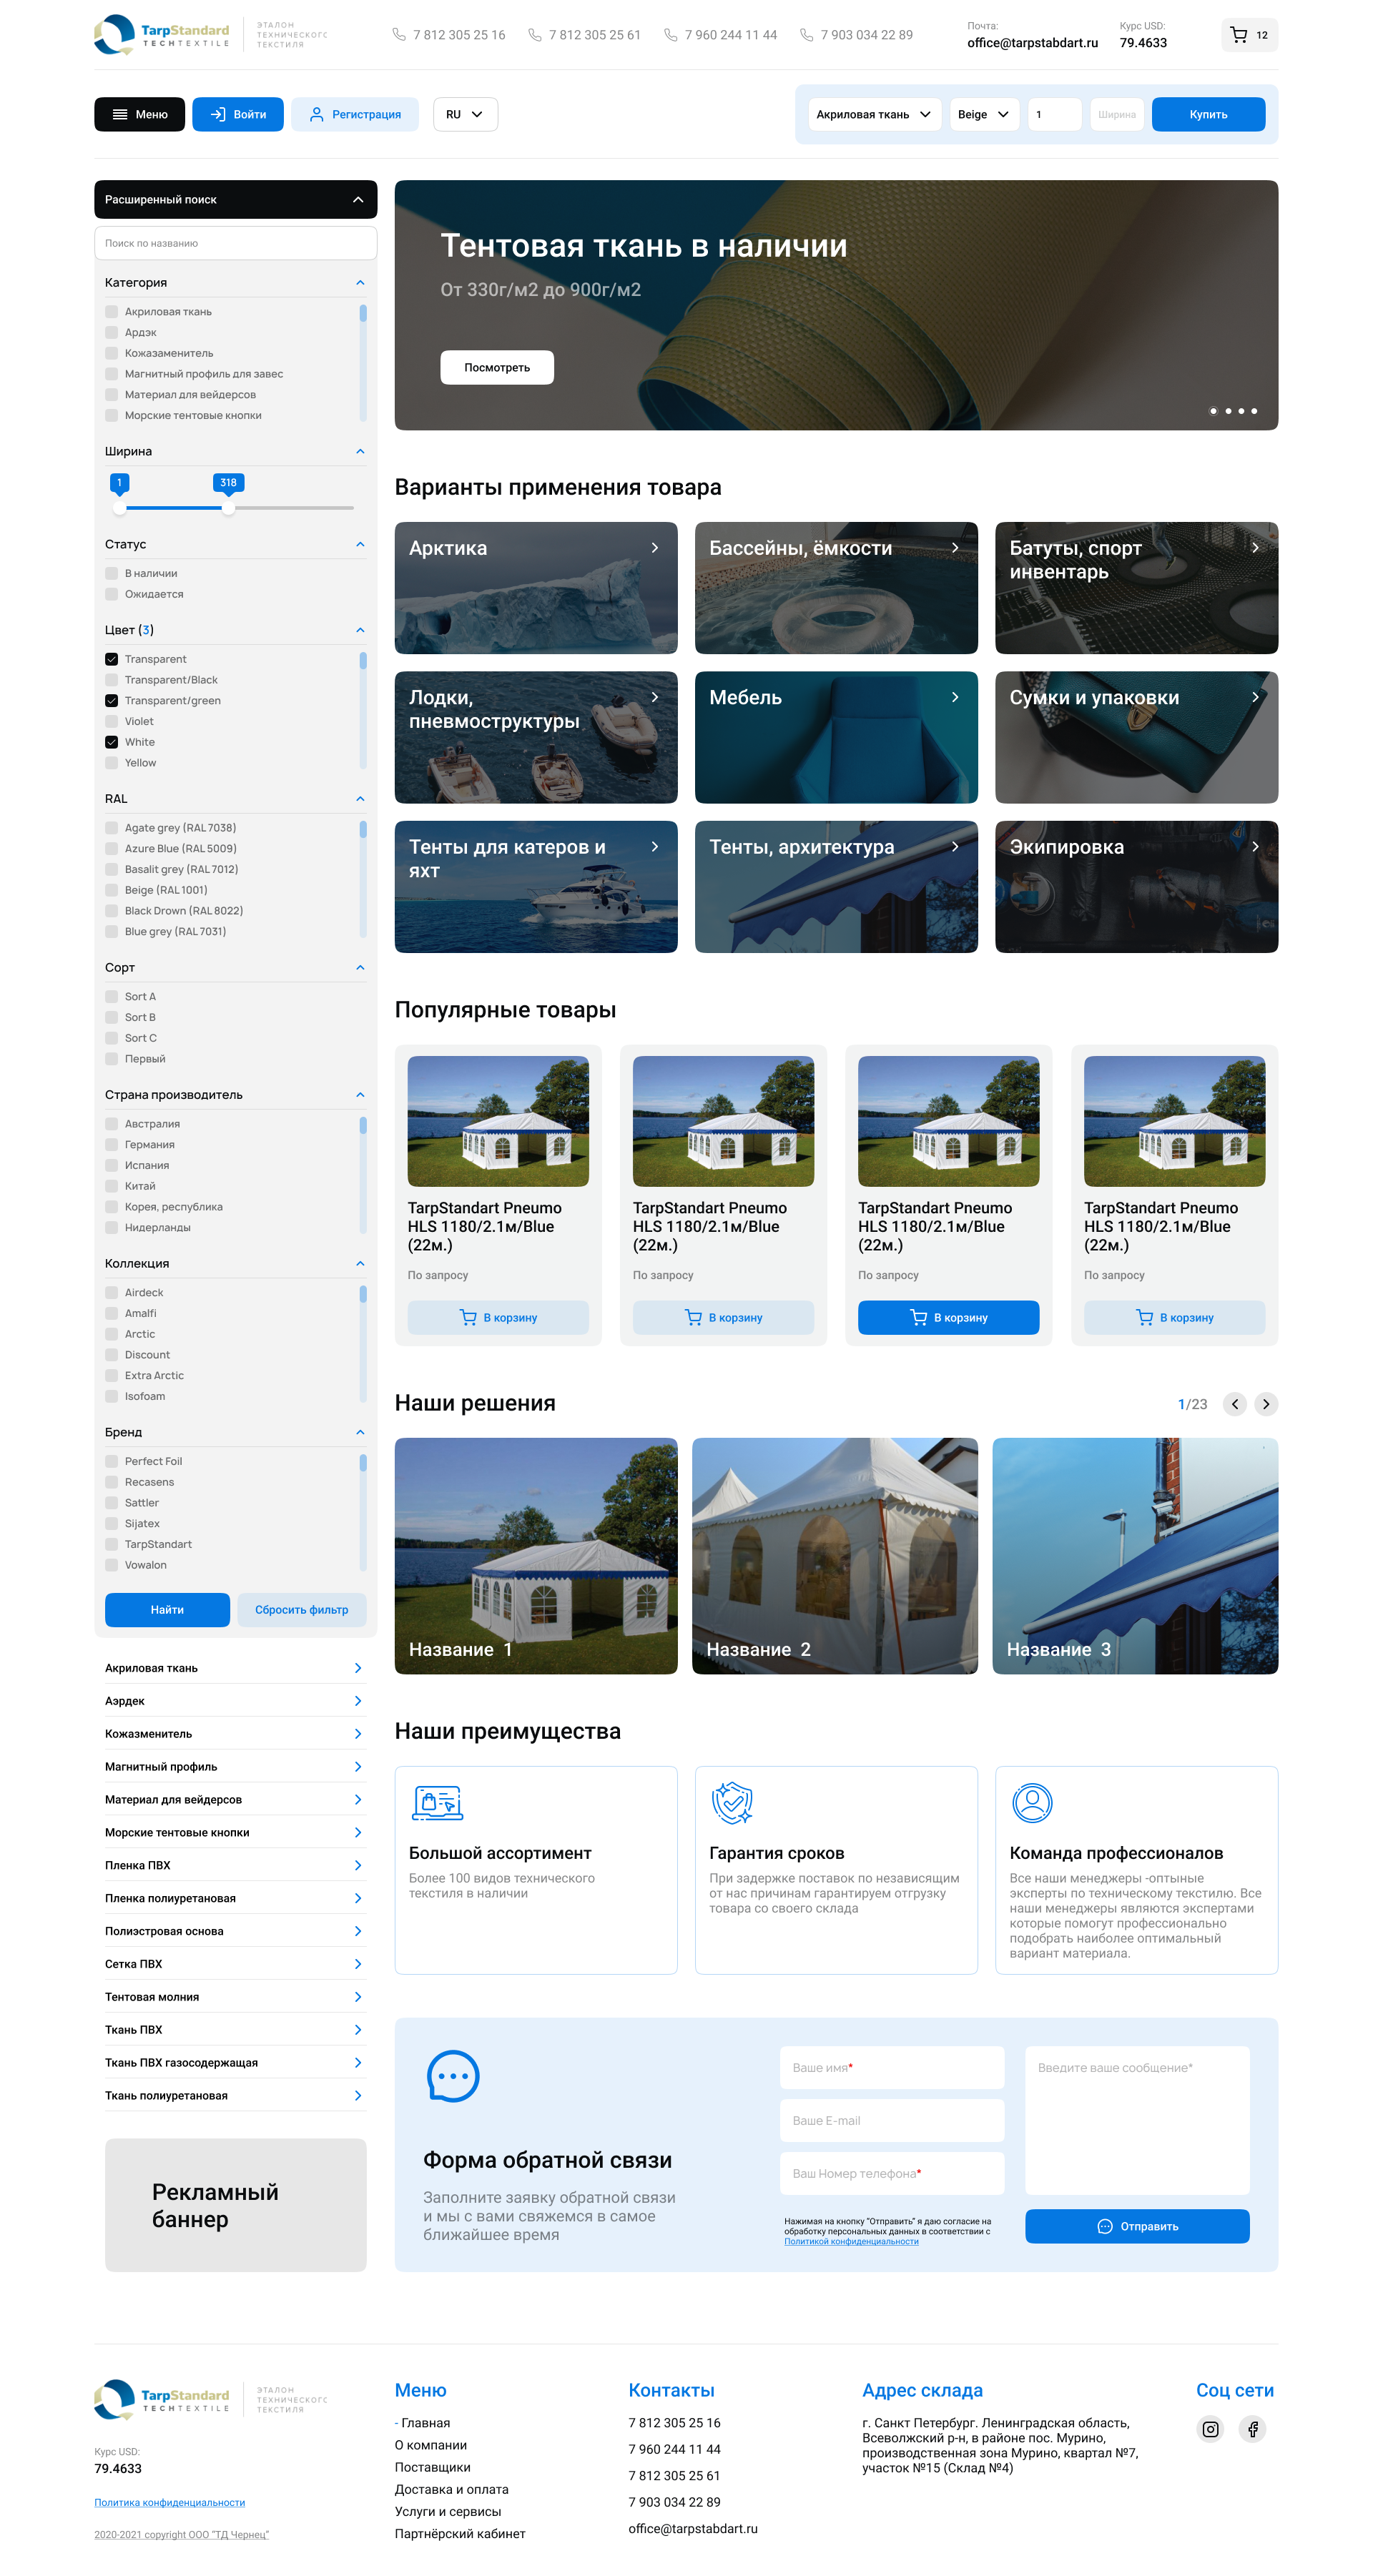 TarpStandard
TECHTEXTILE
ЭТАЛОН
ТЕХНИЧЕСКОГО
ТЕКСТИЛЯ
7 812 305 25 16
7 812 305 25 61
7 960 244 11 44
7 903 034 22 89
Почта:
office@tarpstabdart.ru
Курс USD:
79.4633
12
Меню
Войти
Регистрация
RU
Акриловая ткань
Beige
1
Ширина
Купить
Расширенный поиск
Поиск по названию
Категория
Акриловая ткань
Ардэк
Кожазаменитель
Магнитный профиль для завес
Материал для вейдерсов
Морские тентовые кнопки
Ширина
1
318
Статус
В наличии
Ожидается
Цвет (3)
Transparent
Transparent/Black
Transparent/green
Violet
White
Yellow
RAL
Agate grey (RAL 7038)
Azure Blue (RAL 5009)
Basalit grey (RAL 7012)
Beige (RAL 1001)
Black Drown (RAL 8022)
Blue grey (RAL 7031)
Сорт
Sort A
Sort B
Sort C
Первый
Страна производитель
Австралия
Германия
Испания
Китай
Корея, республика
Нидерланды
Коллекция
Airdeck
Amalfi
Arctic
Discount
Extra Arctic
Isofoam
Бренд
Perfect Foil
Recasens
Sattler
Sijatex
TarpStandart
Vowalon
Найти
Сбросить фильтр
Акриловая ткань
Аэрдек
Кожазменитель
Магнитный профиль
Материал для вейдерсов
Морские тентовые кнопки
Пленка ПВХ
Пленка полиуретановая
Полиэстровая основа
Сетка ПВХ
Тентовая молния
Ткань ПВХ
Ткань ПВХ газосодержащая
Ткань полиуретановая
Рекламный
баннер
Тентовая ткань в наличии
От 330г/м2 до 900г/м2
Посмотреть
Варианты применения товара
Арктика
Бассейны, ёмкости
Батуты, спорт
инвентарь
Лодки,
пневмоструктуры
Мебель
Сумки и упаковки
Тенты для катеров и
яхт
Тенты, архитектура
Экипировка
Популярные товары
TarpStandart Pneumo
HLS 1180/2.1м/Blue
(22м.)
По запросу
В корзину
TarpStandart Pneumo
HLS 1180/2.1м/Blue
(22м.)
По запросу
В корзину
TarpStandart Pneumo
HLS 1180/2.1м/Blue
(22м.)
По запросу
В корзину
TarpStandart Pneumo
HLS 1180/2.1м/Blue
(22м.)
По запросу
В корзину
Наши решения
1/23
Название 1
Название 2
Название 3
Наши преимущества
Большой ассортимент
Более 100 видов технического
текстиля в наличии
Гарантия сроков
При задержке поставок по независящим
от нас причинам гарантируем отгрузку
товара со своего склада
Команда профессионалов
Все наши менеджеры -оптыные
эксперты по техническому текстилю. Все
наши менеджеры являются экспертами
которые помогут профессионально
подобрать наиболее оптимальный
вариант материала.
Форма обратной связи
Заполните заявку обратной связи
и мы с вами свяжемся в самое
ближайшее время
Ваше имя*
Ваше E-mail
Ваш Номер телефона*
Введите ваше сообщение*
Нажимая на кнопку “Отправить” я даю согласие на
обработку персональных данных в соответствии с
Политикой конфиденциальности
Отправить
TarpStandard
TECHTEXTILE
ЭТАЛОН
ТЕХНИЧЕСКОГО
ТЕКСТИЛЯ
Курс USD:
79.4633
Политика конфиденциальности
2020-2021 copyright ООО “ТД Чернец”
Меню
- Главная
О компании
Поставщики
Доставка и оплата
Услуги и сервисы
Партнёрский кабинет
Контакты
7 812 305 25 16
7 960 244 11 44
7 812 305 25 61
7 903 034 22 89
office@tarpstabdart.ru
Адрес склада
г. Санкт Петербург. Ленинградская область,
Всеволжский р-н, в районе пос. Мурино,
производственная зона Мурино, квартал №7,
участок №15 (Склад №4)
Соц сети